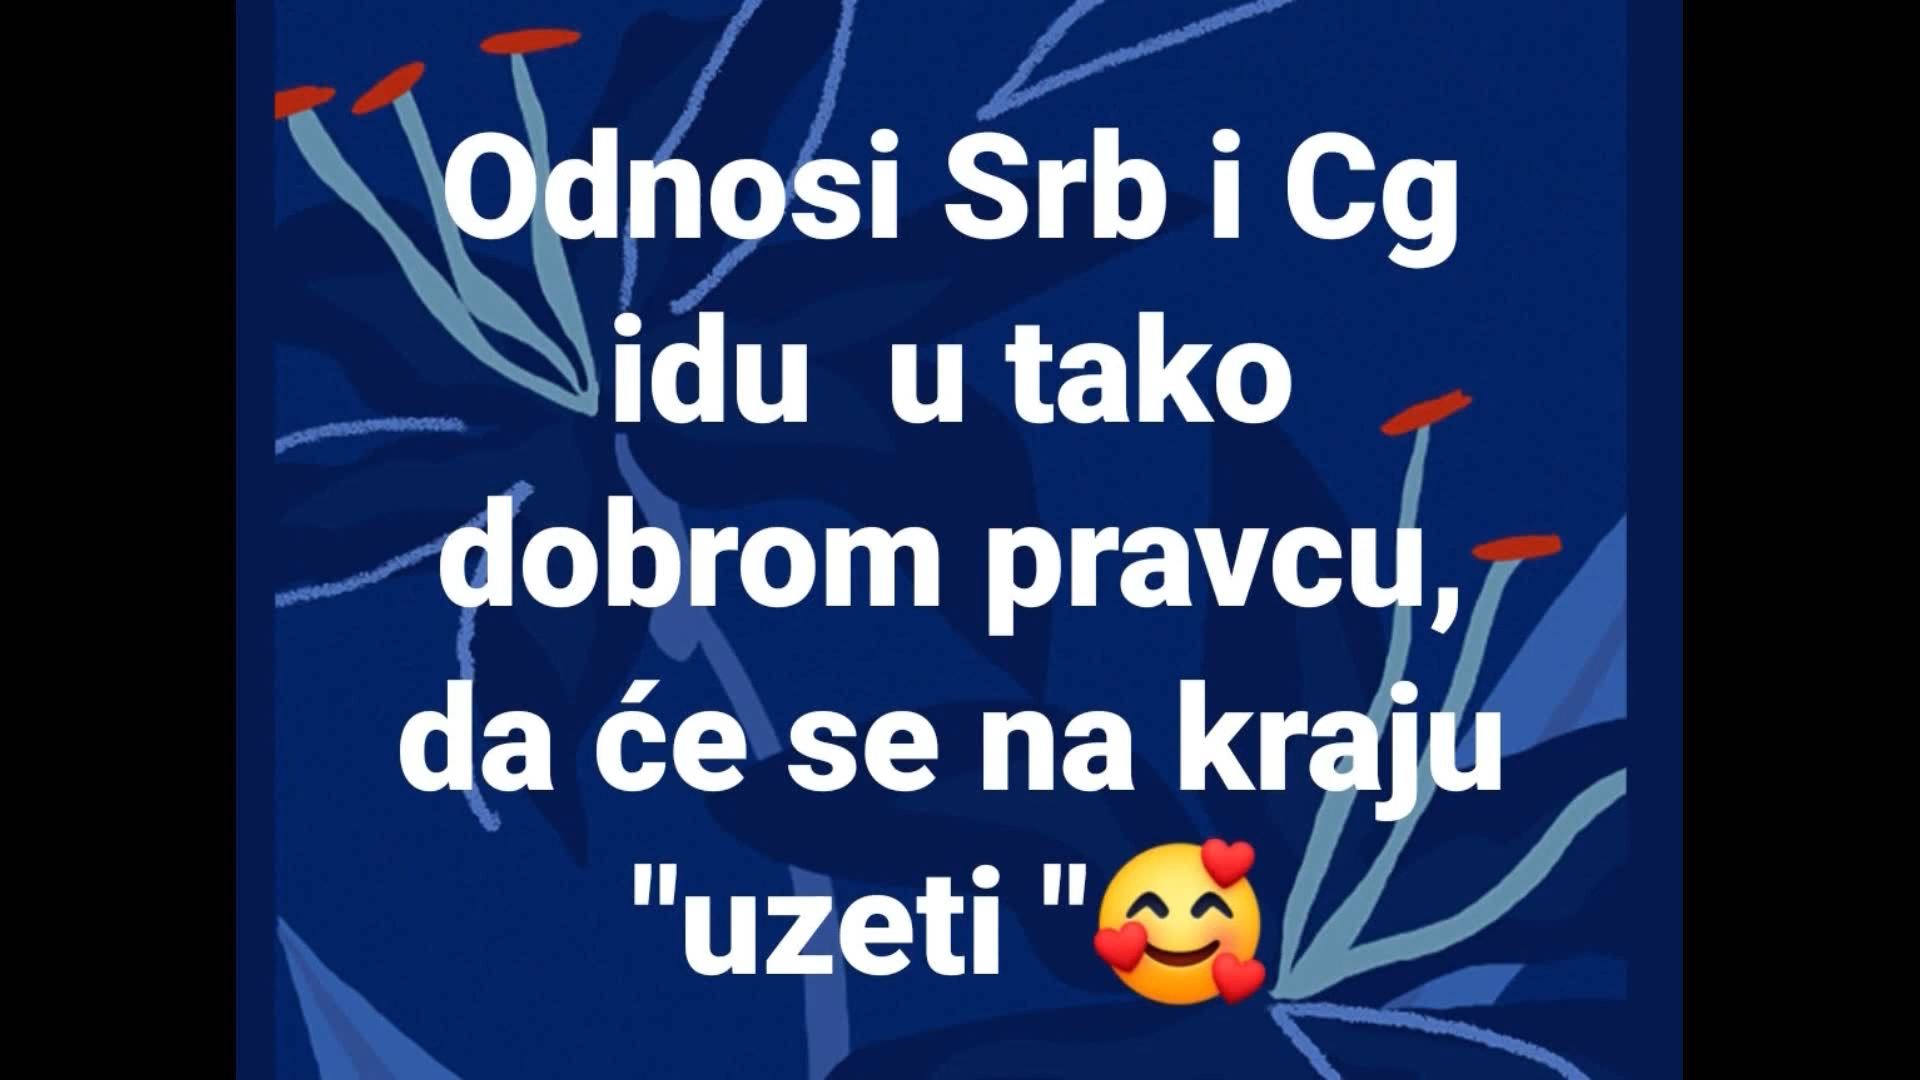 Odnosi Srb i Cg
idu  u tako
dobrom pravcu,
da će se na kraju
"uzeti "🥰